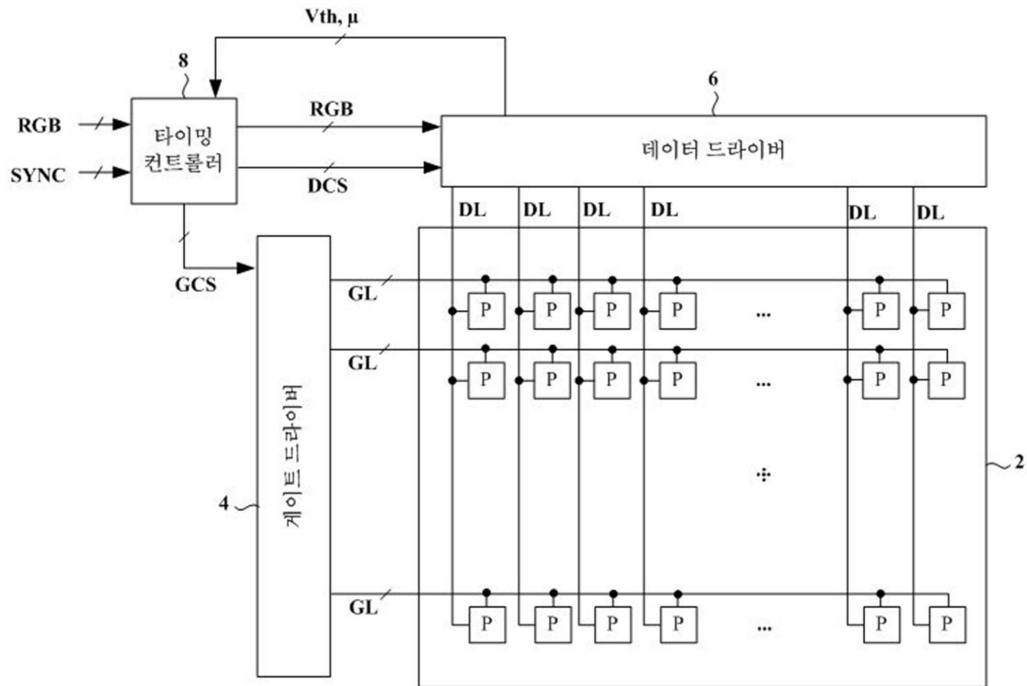 Vth, μ
8
6
RGB
RGB
타이밍
컨트롤러
데이터 드라이버
SYNC
DCS
DL DL DL DL DL DL
GCS
GL
P P P P ... P P
GL
P P P P ... P P
게이트 드라이버
2
4
GL
P P P P ... P P